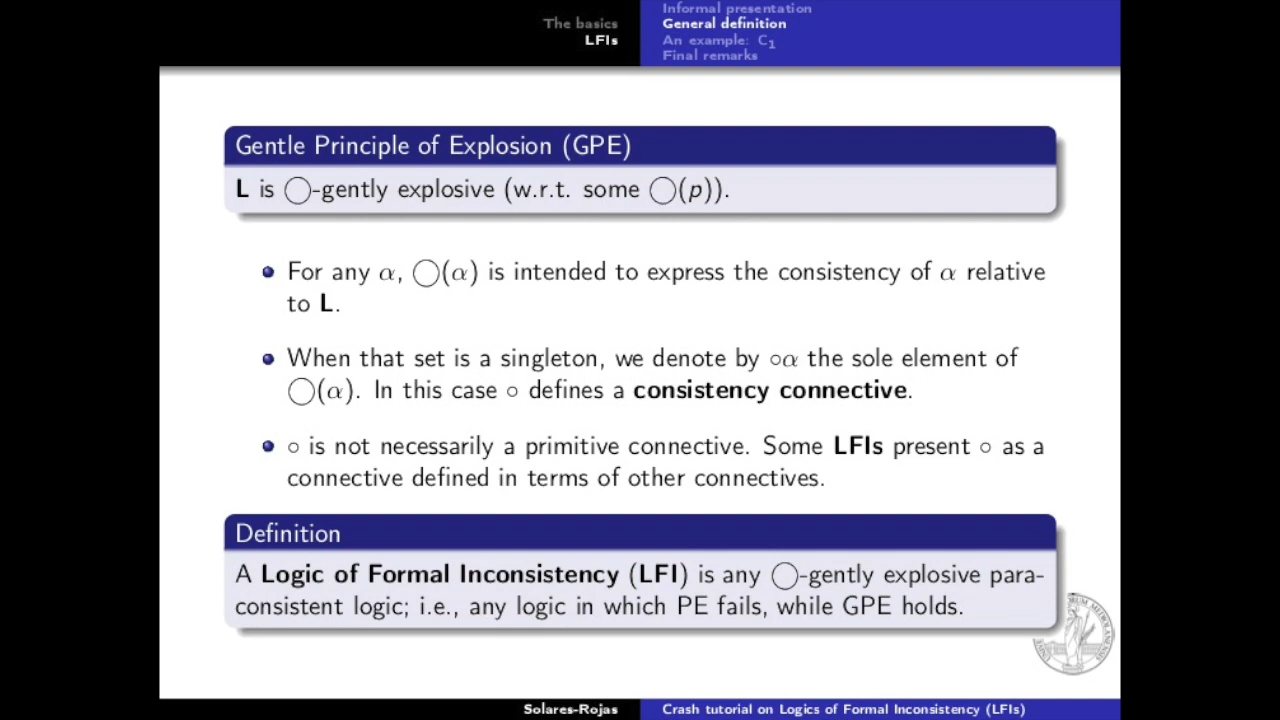 The basics
LFIs
Informal presentation
General definition
An example: C₁
Final remarks
Gentle Principle of Explosion (GPE)
L is ◯-gently explosive (w.r.t. some ◯(p)).
For any α, ◯(α) is intended to express the consistency of α relative
to L.
When that set is a singleton, we denote by ∘α the sole element of
◯(α). In this case ∘ defines a consistency connective.
∘ is not necessarily a primitive connective. Some LFIs present ∘ as a
connective defined in terms of other connectives.
Definition
A Logic of Formal Inconsistency (LFI) is any ◯-gently explosive para-
consistent logic; i.e., any logic in which PE fails, while GPE holds.
Solares-Rojas
Crash tutorial on Logics of Formal Inconsistency (LFIs)